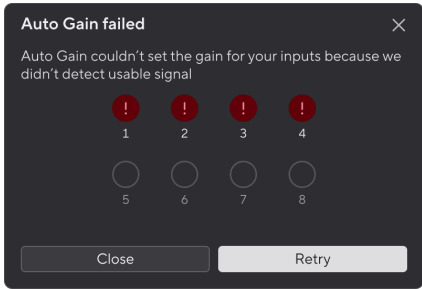 Auto Gain failed
Auto Gain couldn't set the gain for your inputs because we
didn't detect usable signal
! ! ! !
1 2 3 4
5 6 7 8
Close Retry